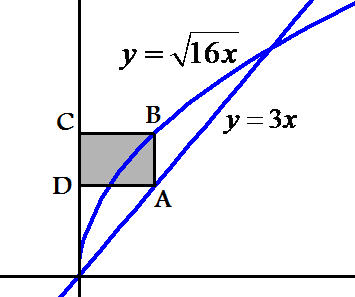 y = √16x
y = 3x
C
B
D
A